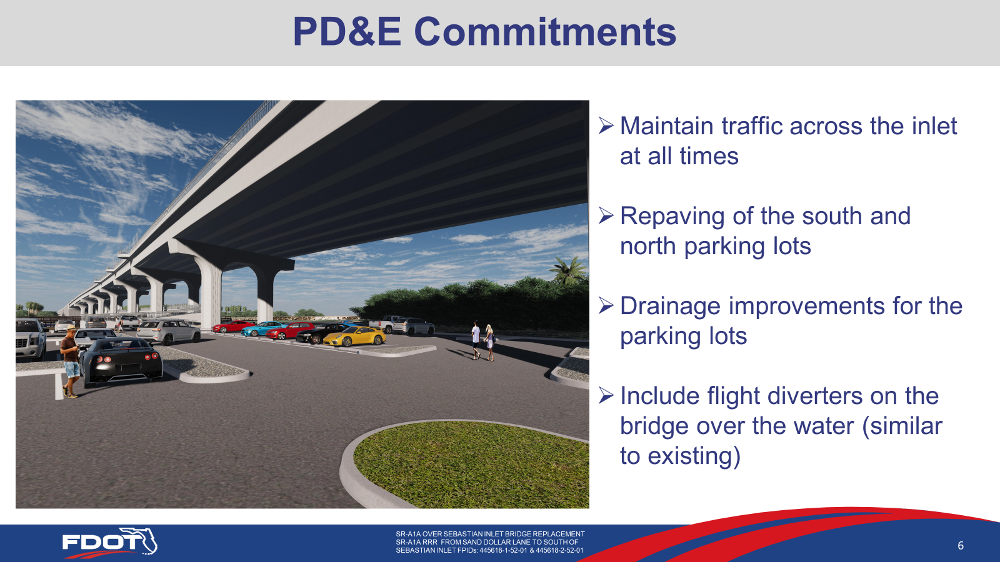 PD&E Commitments
➢ Maintain traffic across the inlet
at all times
➢ Repaving of the south and
north parking lots
➢ Drainage improvements for the
parking lots
➢ Include flight diverters on the
bridge over the water (similar
to existing)
FDOT
SR-A1A OVER SEBASTIAN INLET BRIDGE REPLACEMENT
SR-A1A RRR FROM SAND DOLLAR LANE TO SOUTH OF
SEBASTIAN INLET FPIDs: 445618-1-52-01 & 445618-2-52-01
6